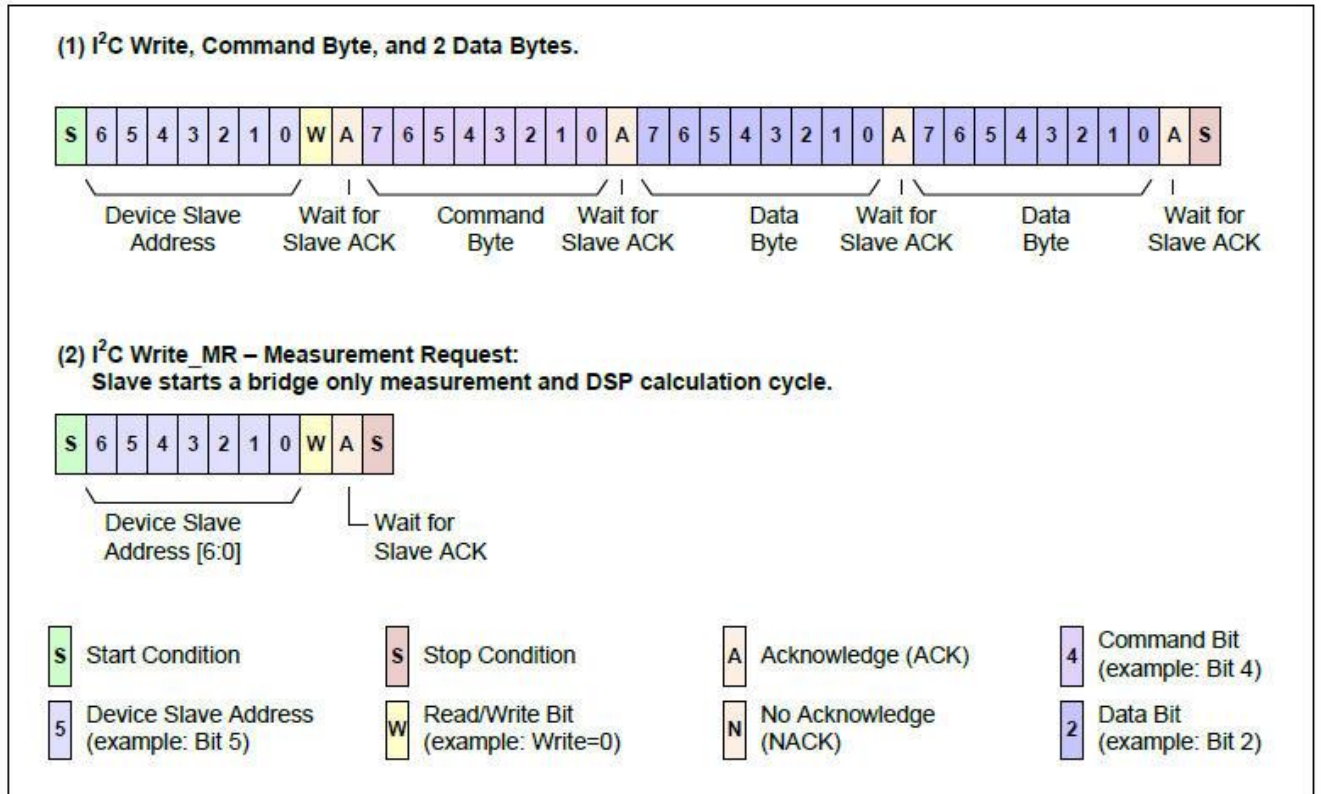 (1) I²C Write, Command Byte, and 2 Data Bytes.
S 6 5 4 3 2 1 0 W A 7 6 5 4 3 2 1 0 A 7 6 5 4 3 2 1 0 A 7 6 5 4 3 2 1 0 A S
Device Slave Wait for Command Wait for Data Wait for Data Wait for
Address Slave ACK Byte Slave ACK Byte Slave ACK Byte Slave ACK
(2) I²C Write_MR – Measurement Request:
Slave starts a bridge only measurement and DSP calculation cycle.
S 6 5 4 3 2 1 0 W A S
Device Slave Wait for
Address [6:0] Slave ACK
S Start Condition S Stop Condition A Acknowledge (ACK) 4 Command Bit
(example: Bit 4)
5 Device Slave Address W Read/Write Bit N No Acknowledge 2 Data Bit
(example: Bit 5) (example: Write=0) (NACK) (example: Bit 2)